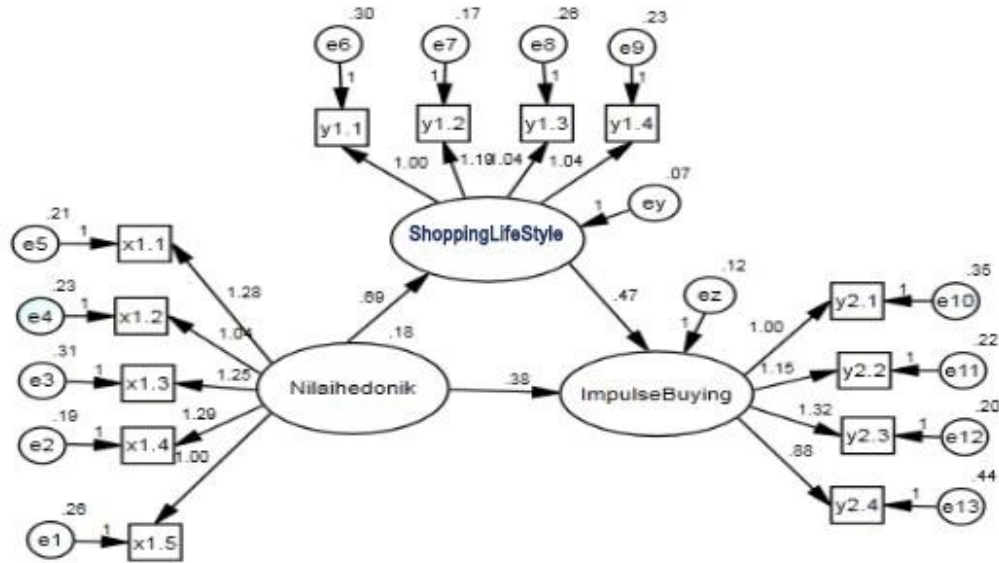 .30 .17 .26 .23
e6 e7 e8 e9
1 1 1 1
y1.1 y1.2 y1.3 y1.4
1.00 1.19 1.04 1.04
.07
1 ey
ShoppingLifeStyle
.21
e5 1 x1.1
.23
e4 1 x1.2
.31
e3 1 x1.3
.19
e2 1 x1.4
.26
e1 1 x1.5
1.28
1.04
1.25
1.29
1.00
.69
.18
Nilaihedonik
.38
.47
.12
ez
1
ImpulseBuying
1.00
1.15
1.32
.88
.35
y2.1 1 e10
.22
y2.2 1 e11
.20
y2.3 1 e12
.44
y2.4 1 e13